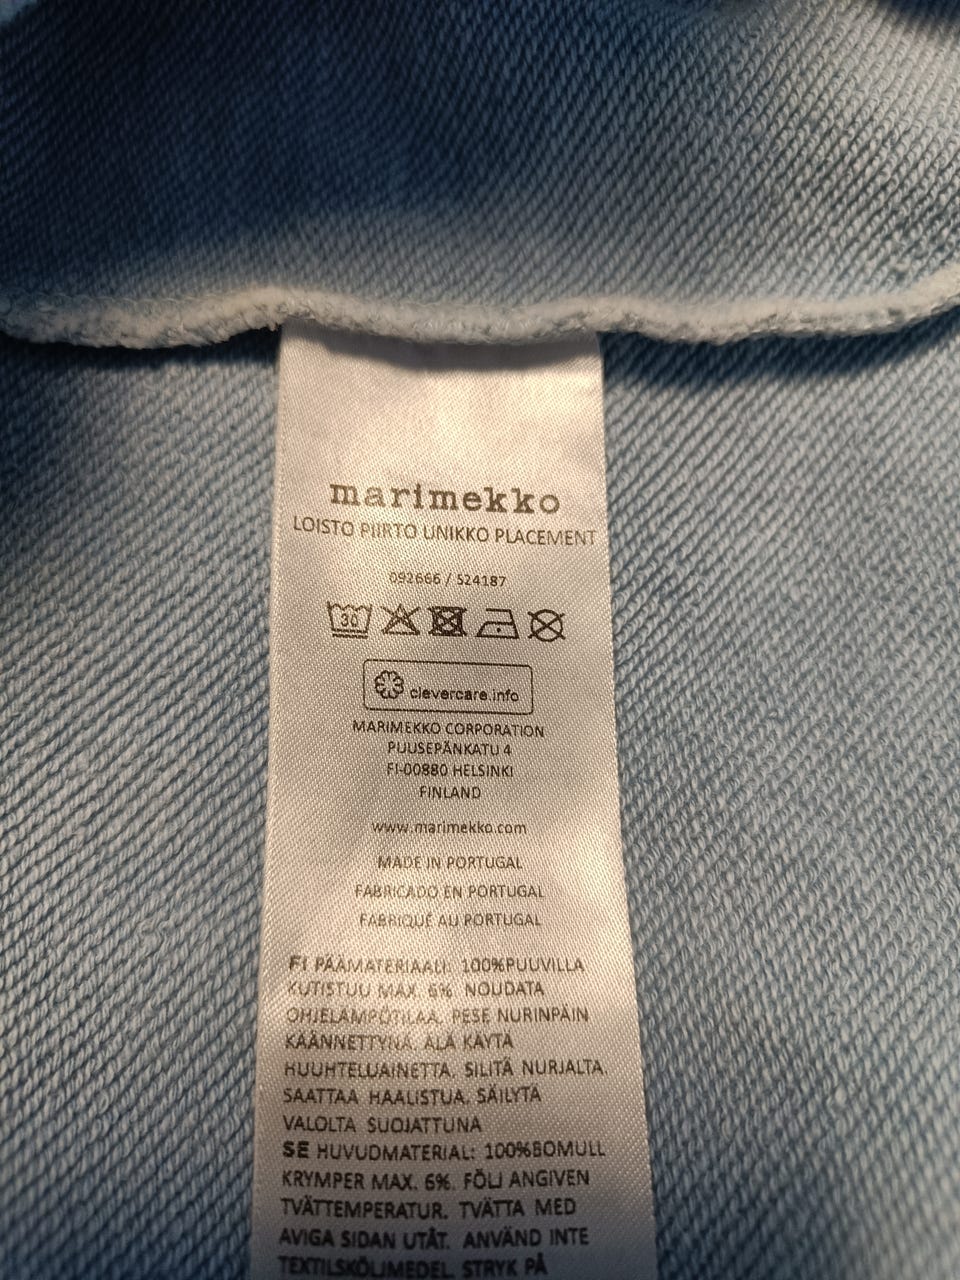 marimekko
LOISTO PIIRTO UNIKKO PLACEMENT
092666 / 524187
30
clevercare.info
MARIMEKKO CORPORATION
PUUSEPÄNKATU 4
FI-00880 HELSINKI
FINLAND
www.marimekko.com
MADE IN PORTUGAL
FABRICADO EN PORTUGAL
FABRIQUÉ AU PORTUGAL
FI PÄÄMATERIAALI: 100%PUUVILLA
KUTISTUU MAX. 6%. NOUDATA
OHJELÄMPÖTILAA. PESE NURINPÄIN
KÄÄNNETTYNÄ. ÄLÄ KÄYTÄ
HUUHTELUAINETTA. SILITÄ NURJALTA.
SAATTAA HAALISTUA. SÄILYTÄ
VALOLTA SUOJATTUNA
SE HUVUDMATERIAL: 100%BOMULL
KRYMPER MAX. 6%. FÖLJ ANGIVEN
TVÄTTEMPERATUR. TVÄTTA MED
AVIGA SIDAN UTÅT. ANVÄND INTE
TEXTILSKÖLJMEDEL. STRYK PÅ